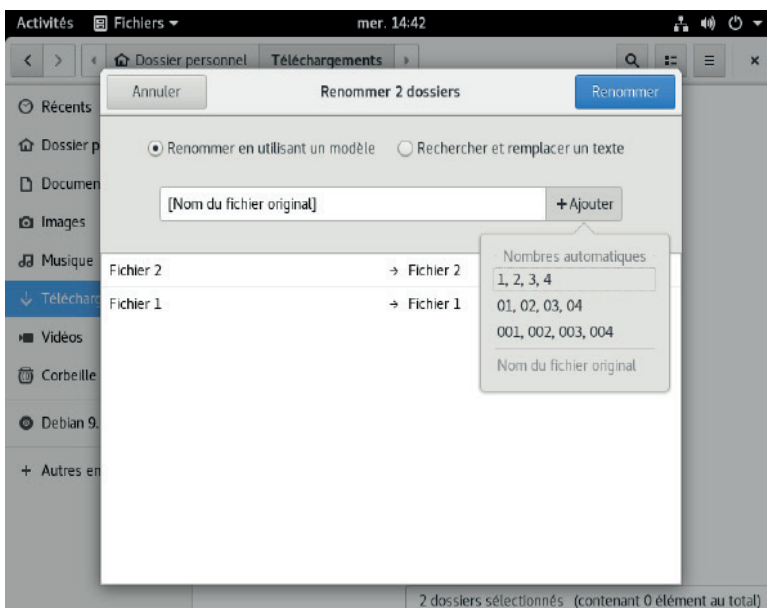 Activités Fichiers mer. 14:42
Dossier personnel Téléchargements
Annuler Renommer 2 dossiers Renommer
Récents
Renommer en utilisant un modèle Rechercher et remplacer un texte
Dossier p
Documen
[Nom du fichier original] +Ajouter
Images
Nombres automatiques
Musique
Fichier 2 → Fichier 2
1, 2, 3, 4
Télécharg
Fichier 1 → Fichier 1
01, 02, 03, 04
001, 002, 003, 004
Vidéos
Nom du fichier original
Corbeille
Debian 9.
+ Autres en
2 dossiers sélectionnés (contenant 0 élément au total)